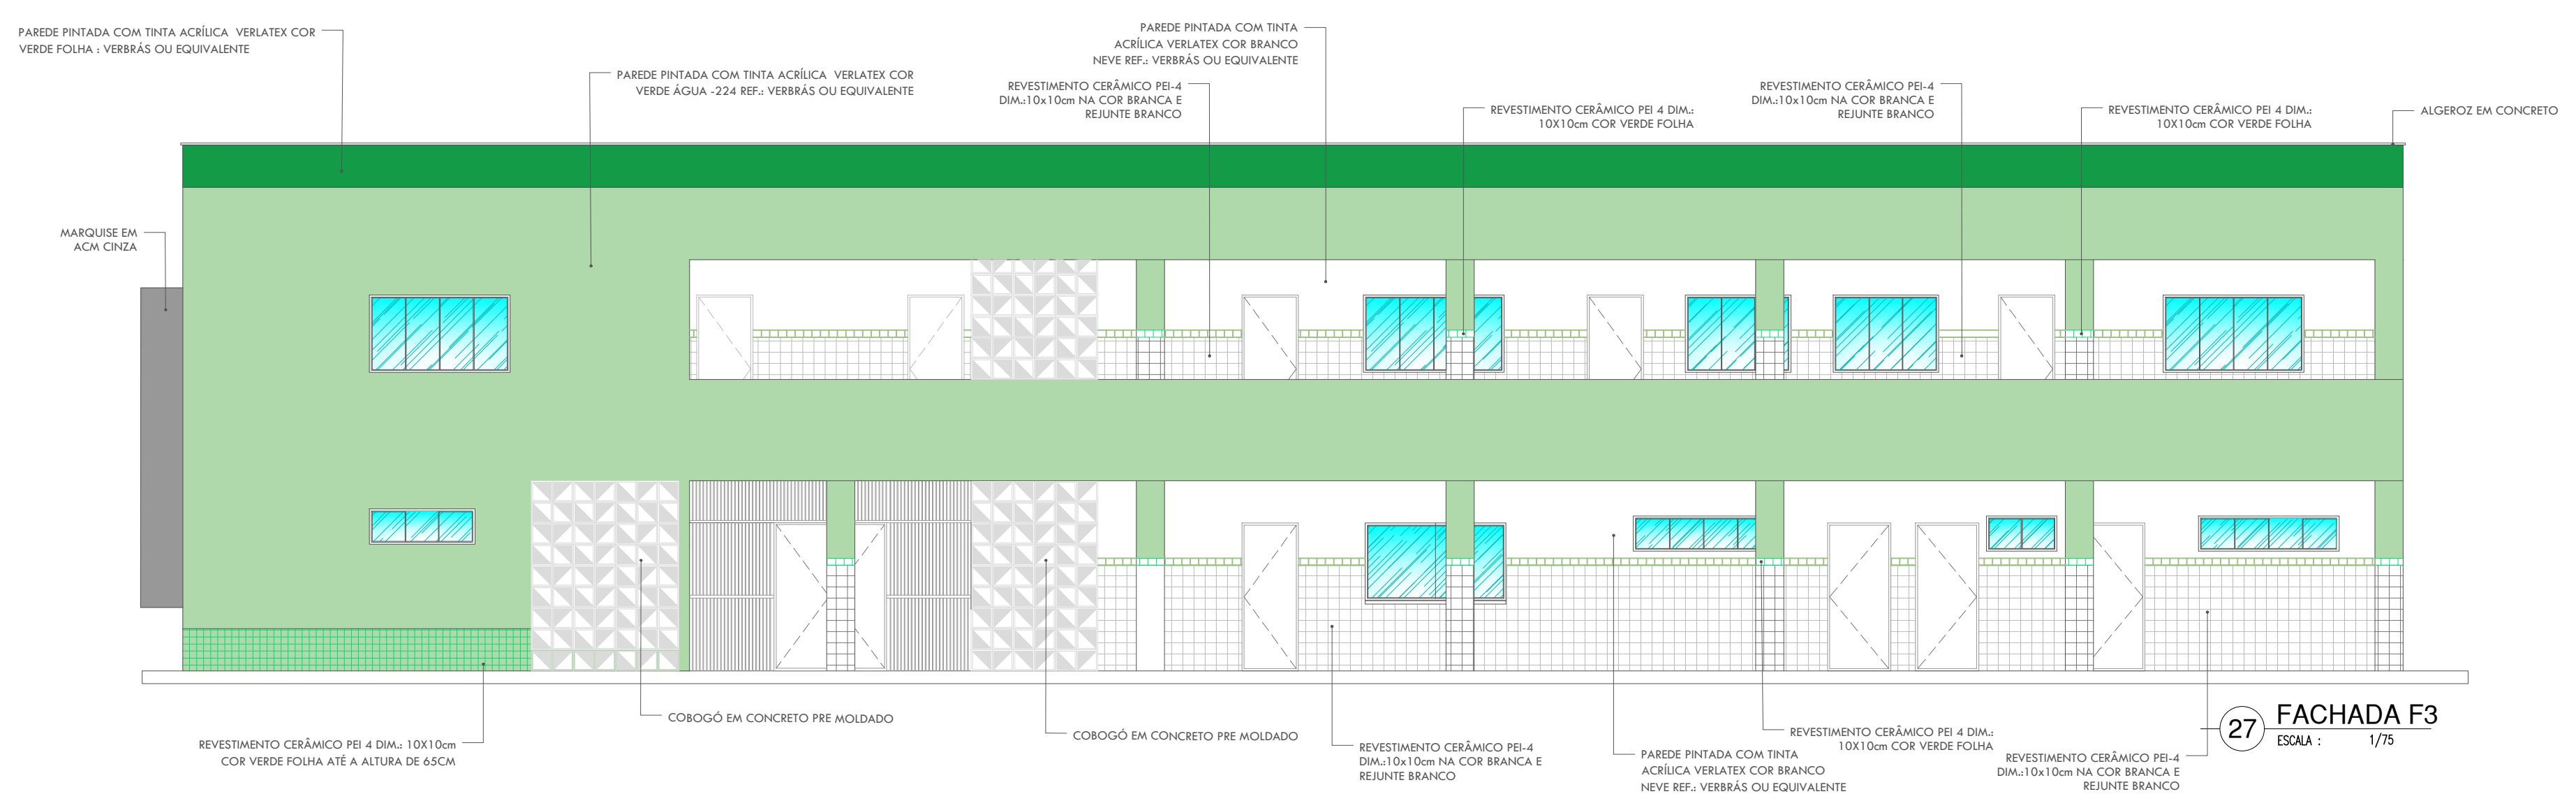 PAREDE PINTADA COM TINTA ACRÍLICA  VERLATEX COR
VERDE FOLHA : VERBRÁS OU EQUIVALENTE
PAREDE PINTADA COM TINTA ACRÍLICA  VERLATEX COR
VERDE ÁGUA -224 REF.: VERBRÁS OU EQUIVALENTE
PAREDE PINTADA COM TINTA
ACRÍLICA VERLATEX COR BRANCO
NEVE REF.: VERBRÁS OU EQUIVALENTE
REVESTIMENTO CERÂMICO PEI-4
DIM.:10x10cm NA COR BRANCA E
REJUNTE BRANCO
REVESTIMENTO CERÂMICO PEI 4 DIM.:
10X10cm COR VERDE FOLHA
REVESTIMENTO CERÂMICO PEI-4
DIM.:10x10cm NA COR BRANCA E
REJUNTE BRANCO
REVESTIMENTO CERÂMICO PEI 4 DIM.:
10X10cm COR VERDE FOLHA
ALGEROZ EM CONCRETO
MARQUISE EM
ACM CINZA
REVESTIMENTO CERÂMICO PEI 4 DIM.: 10X10cm
COR VERDE FOLHA ATÉ A ALTURA DE 65CM
COBOGÓ EM CONCRETO PRE MOLDADO
COBOGÓ EM CONCRETO PRE MOLDADO
REVESTIMENTO CERÂMICO PEI-4
DIM.:10x10cm NA COR BRANCA E
REJUNTE BRANCO
PAREDE PINTADA COM TINTA
ACRÍLICA VERLATEX COR BRANCO
NEVE REF.: VERBRÁS OU EQUIVALENTE
REVESTIMENTO CERÂMICO PEI 4 DIM.:
10X10cm COR VERDE FOLHA
REVESTIMENTO CERÂMICO PEI-4
DIM.:10x10cm NA COR BRANCA E
REJUNTE BRANCO
27 FACHADA F3
ESCALA : 1/75